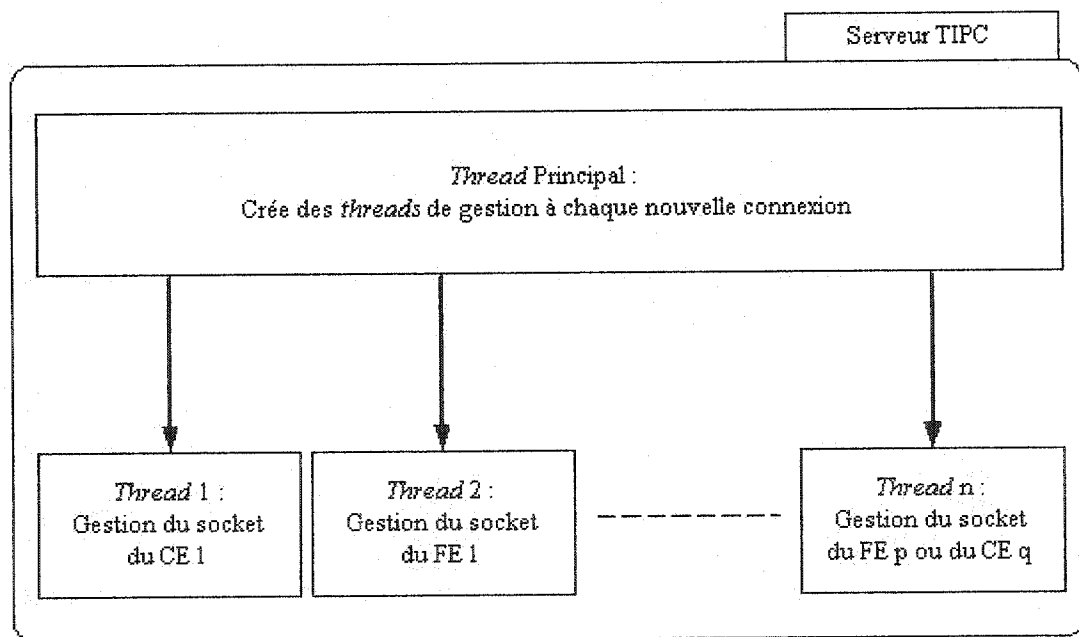 Serveur TIPC
Thread Principal :
Crée des threads de gestion à chaque nouvelle connexion
Thread 1 :
Gestion du socket
du CE 1
Thread 2 :
Gestion du socket
du FE 1
Thread n :
Gestion du socket
du FE p ou du CE q